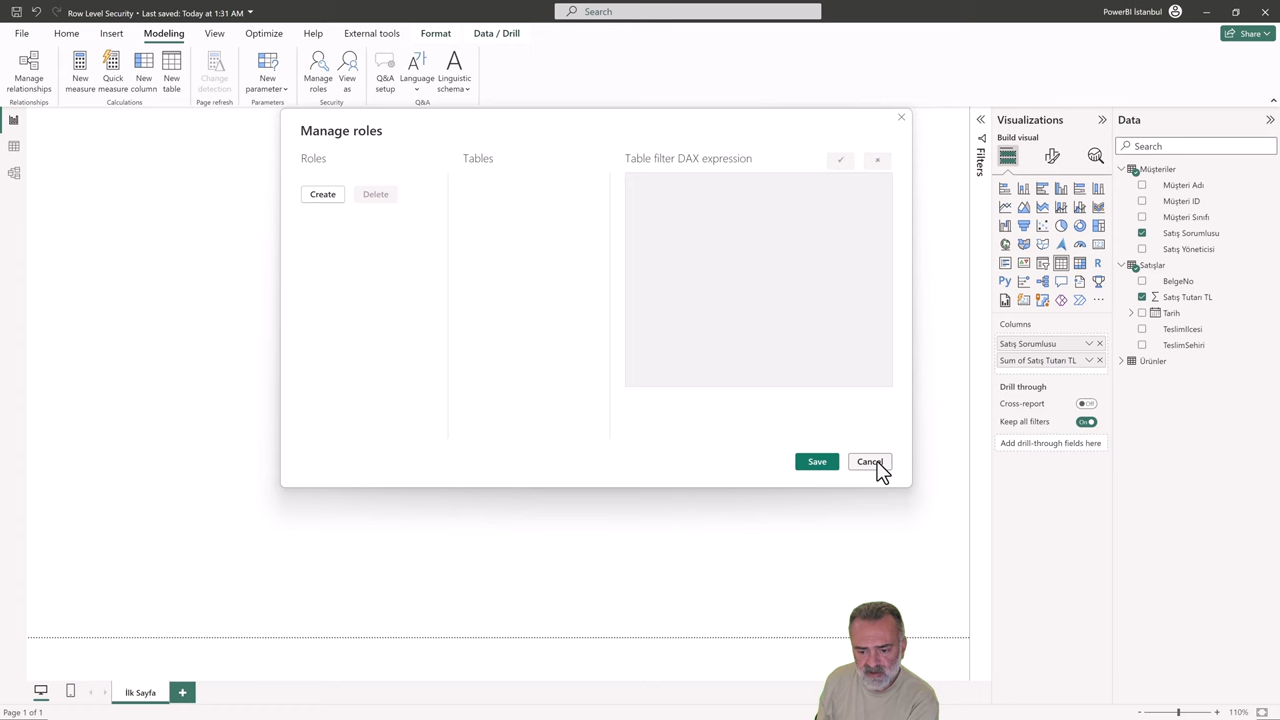 Row Level Security • Last saved: Today at 1:31 AM
Search
PowerBI Istanbul
File
Home
Insert
Modeling
View
Optimize
Help
External tools
Format
Data / Drill
Share
Manage relationships
New measure
Quick measure
New column
New table
Change detection
New parameter
Manage roles
View as
Q&A setup
Language
Linguistic schema
Relationships
Calculations
Page refresh
Parameters
Security
Q&A
Manage roles
Roles
Tables
Table filter DAX expression
Create
Delete
Save
Cancel
Filters
Visualizations
Build visual
R
Py
Columns
Satış Sorumlusu
Sum of Satış Tutarı TL
Drill through
Cross-report
Off
Keep all filters
On
Add drill-through fields here
Data
Search
Müşteriler
Müşteri Adı
Müşteri ID
Müşteri Sınıfı
Satış Sorumlusu
Satış Yöneticisi
Satışlar
BelgeNo
Satış Tutarı TL
Tarih
TeslimIlcesi
TeslimSehiri
Ürünler
İlk Sayfa
Page 1 of 1
110%